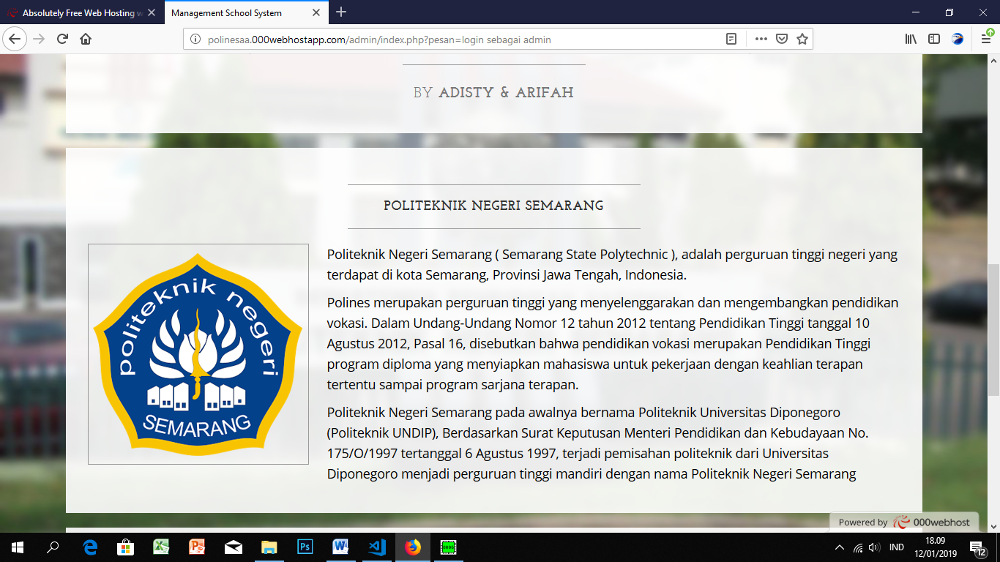 Absolutely Free Web Hosting w
Management School System
polinesaa.000webhostapp.com/admin/index.php?pesan=login sebagai admin
BY ADISTY & ARIFAH
POLITEKNIK NEGERI SEMARANG
politeknik negeri
SEMARANG
Politeknik Negeri Semarang ( Semarang State Polytechnic ), adalah perguruan tinggi negeri yang
terdapat di kota Semarang, Provinsi Jawa Tengah, Indonesia.
Polines merupakan perguruan tinggi yang menyelenggarakan dan mengembangkan pendidikan
vokasi. Dalam Undang-Undang Nomor 12 tahun 2012 tentang Pendidikan Tinggi tanggal 10
Agustus 2012, Pasal 16, disebutkan bahwa pendidikan vokasi merupakan Pendidikan Tinggi
program diploma yang menyiapkan mahasiswa untuk pekerjaan dengan keahlian terapan
tertentu sampai program sarjana terapan.
Politeknik Negeri Semarang pada awalnya bernama Politeknik Universitas Diponegoro
(Politeknik UNDIP), Berdasarkan Surat Keputusan Menteri Pendidikan dan Kebudayaan No.
175/O/1997 tertanggal 6 Agustus 1997, terjadi pemisahan politeknik dari Universitas
Diponegoro menjadi perguruan tinggi mandiri dengan nama Politeknik Negeri Semarang
Powered by 000webhost
IND
18.09
12/01/2019
12